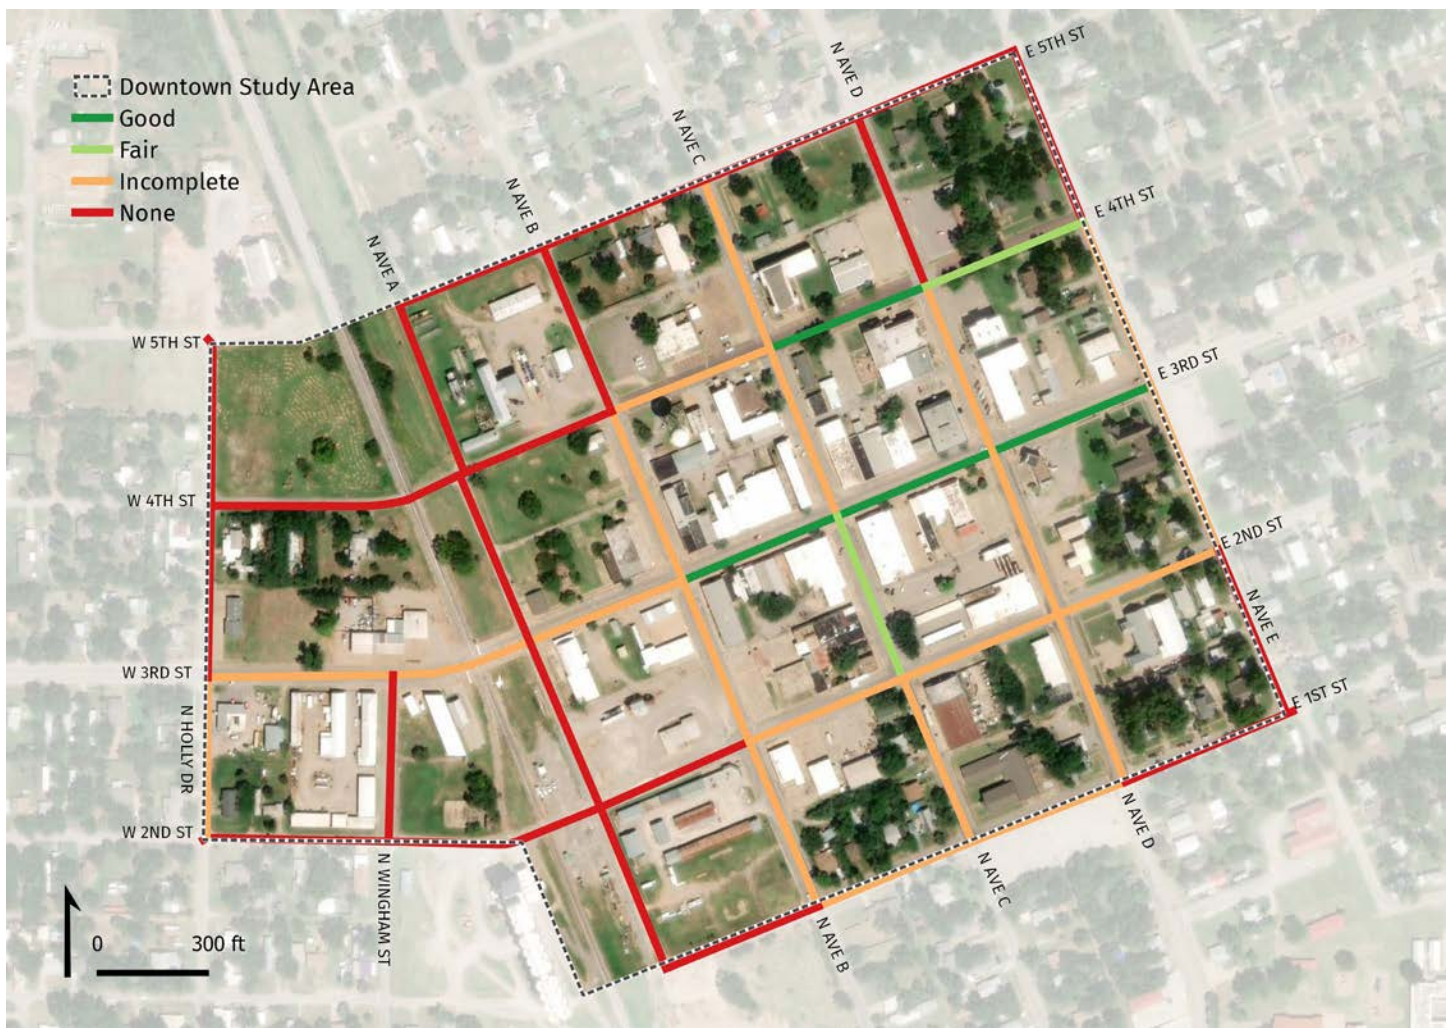 Downtown Study Area
Good
Fair
Incomplete
None
E 5TH ST
N AVE D
N AVE C
N AVE B
N AVE A
E 4TH ST
W 5TH ST
E 3RD ST
W 4TH ST
E 2ND ST
N AVE E
W 3RD ST
N HOLLY DR
E 1ST ST
W 2ND ST
N WINGHAM ST
N AVE D
N AVE C
N AVE B
0 300 ft